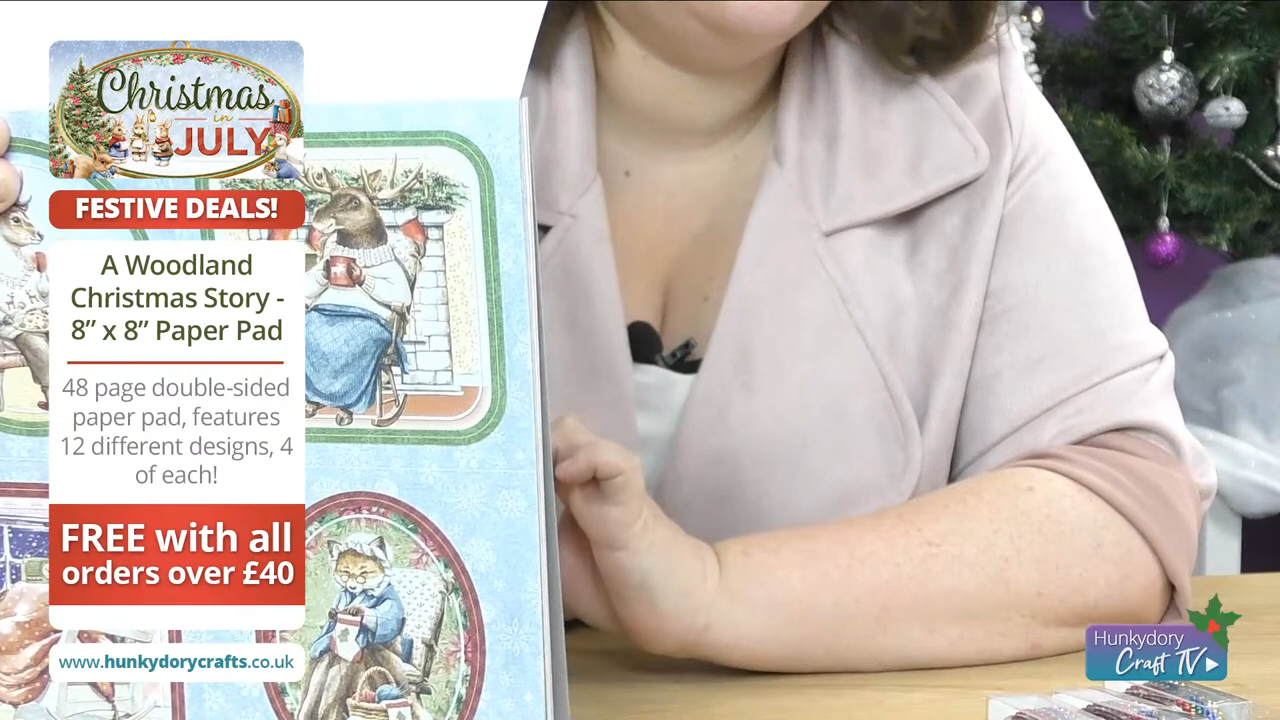 Christmas
in
JULY
FESTIVE DEALS!
A Woodland
Christmas Story -
8” x 8” Paper Pad
48 page double-sided
paper pad, features
12 different designs, 4
of each!
FREE with all
orders over £40
www.hunkydorycrafts.co.uk
Hunkydory
Craft TV